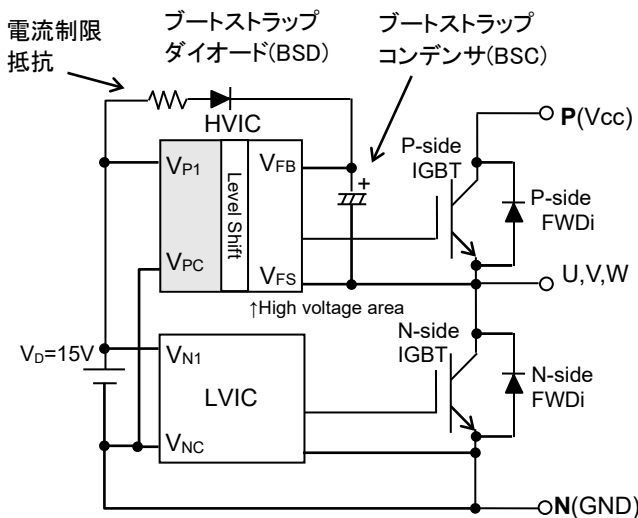 電流制限
抵抗
ブートストラップ
ダイオード(BSD)
ブートストラップ
コンデンサ(BSC)
HVIC
P(Vcc)
P-side
IGBT
P-side
FWDi
VP1
Level Shift
VFB
VPC
VFS
↑High voltage area
U,V,W
VD=15V
VN1
LVIC
VNC
N-side
IGBT
N-side
FWDi
N(GND)
+